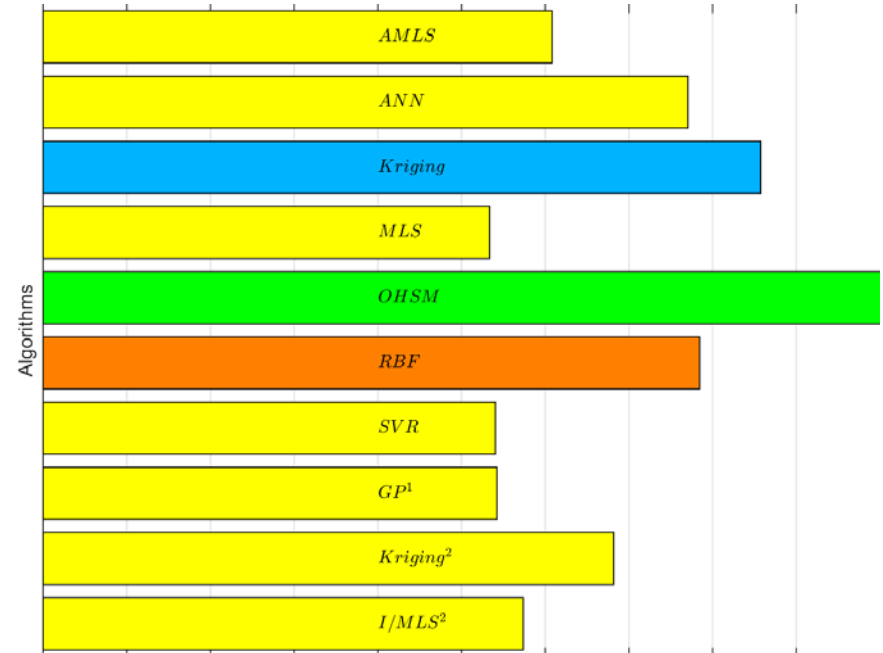 AMLS
ANN
Kriging
MLS
OHSM
RBF
SVR
GP¹
Kriging²
I/MLS²
Algorithms